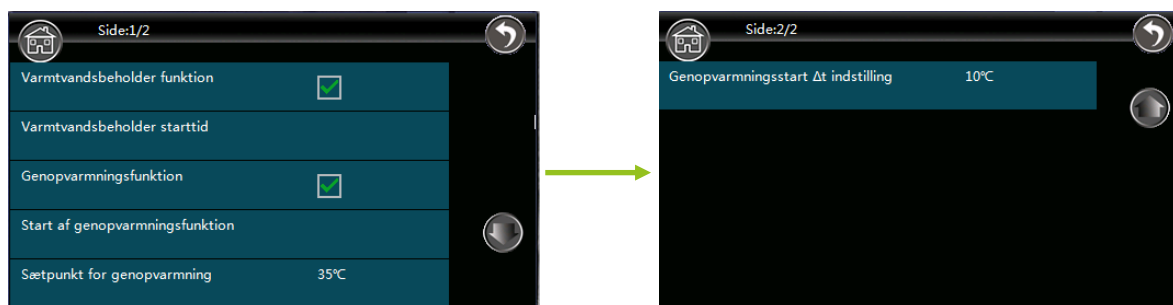 Side:1/2
Varmtvandsbeholder funktion
Varmtvandsbeholder starttid
Genopvarmningsfunktion
Start af genopvarmningsfunktion
Sætpunkt for genopvarmning 35℃
Side:2/2
Genopvarmningsstart Δt indstilling 10℃